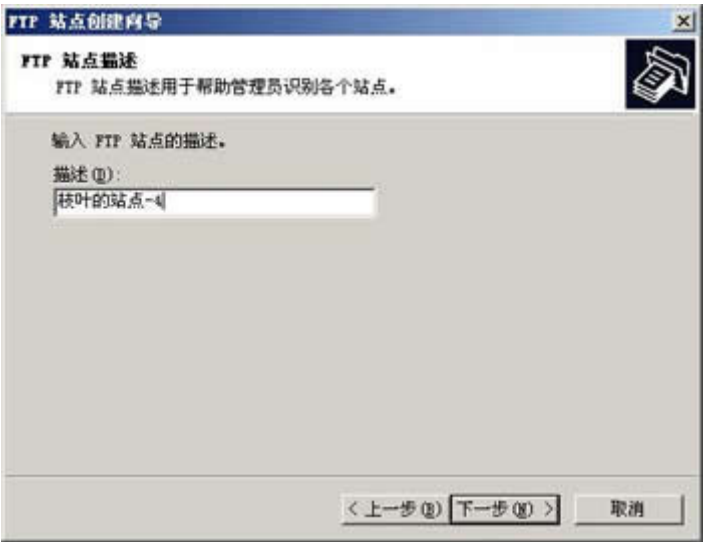 FTP 站点创建向导
FTP 站点描述
FTP 站点描述用于帮助管理员识别各个站点。
输入 FTP 站点的描述。
描述(D):
枝叶的站点-4
< 上一步(B) 下一步(N) > 取消